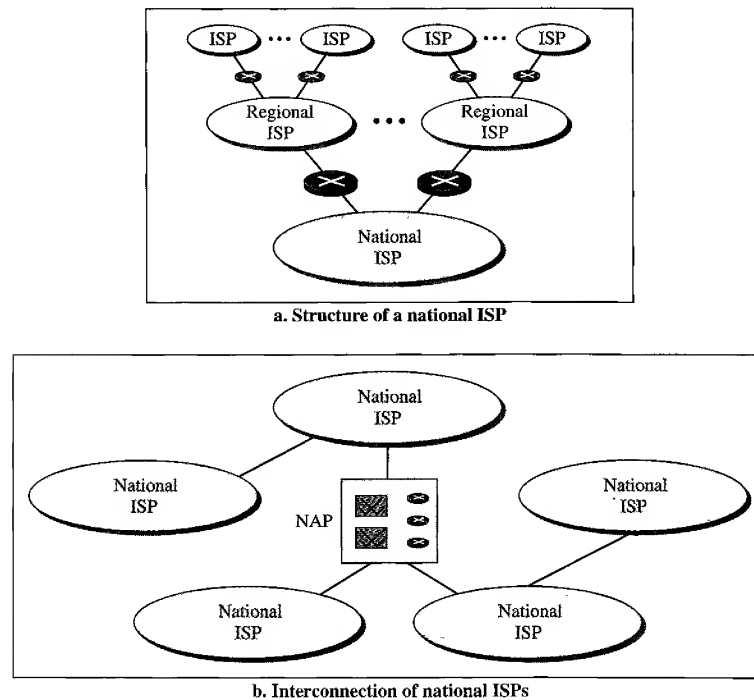 ISP ••• ISP ISP ••• ISP
Regional
ISP
•••
Regional
ISP
National
ISP
a. Structure of a national ISP
National
ISP
National
ISP
National
ISP
NAP
National
ISP
National
ISP
b. Interconnection of national ISPs